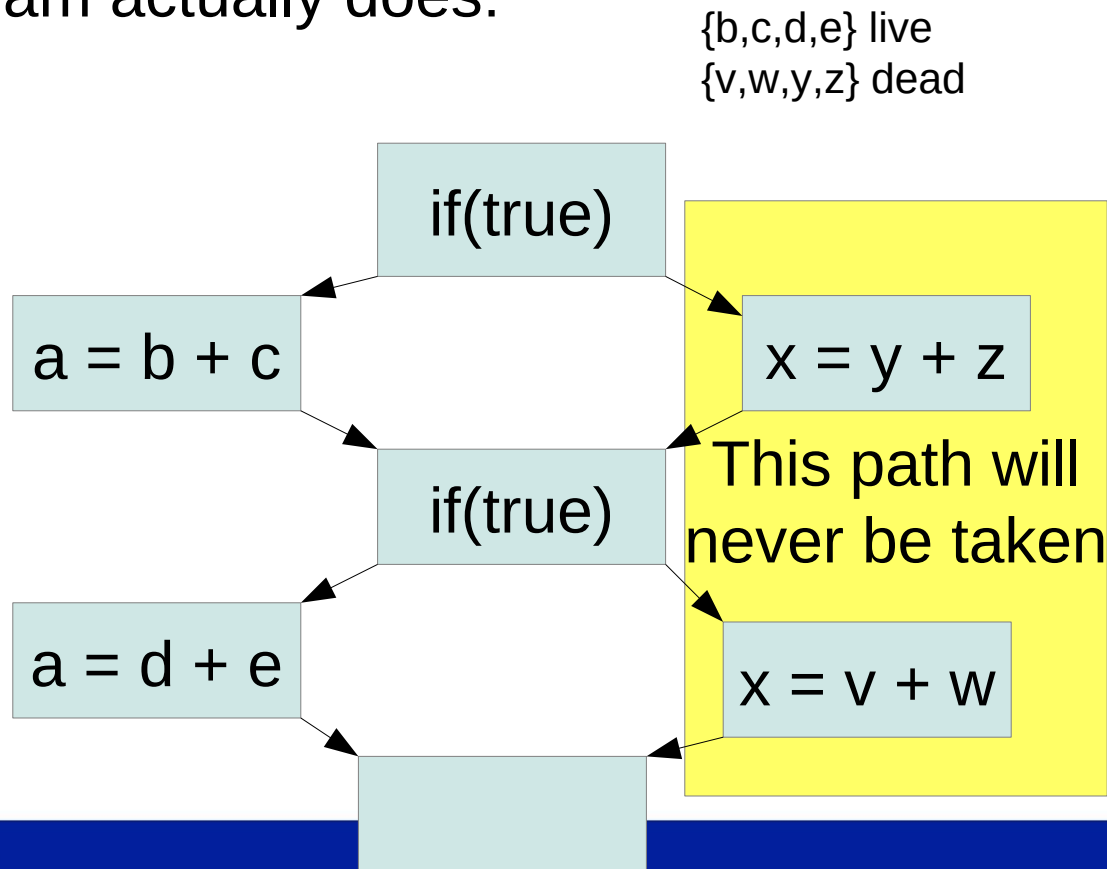 am actually does.
{b,c,d,e} live
{v,w,y,z} dead
if(true)
a = b + c
x = y + z
This path will
never be taken
if(true)
a = d + e
x = v + w